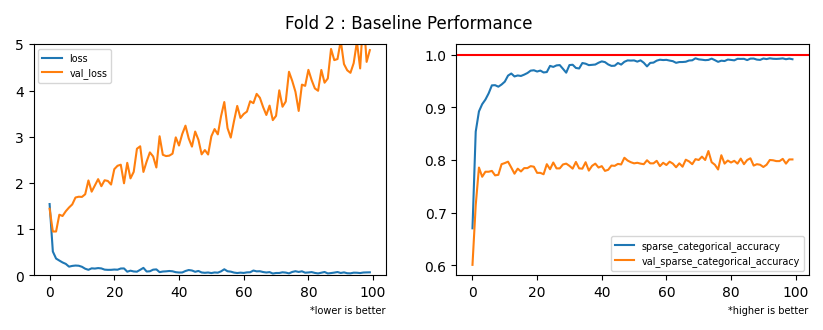 Fold 2 : Baseline Performance
5
4
3
2
1
0
loss
val_loss
0 20 40 60 80 100
*lower is better
1.0
0.9
0.8
0.7
0.6
sparse_categorical_accuracy
val_sparse_categorical_accuracy
0 20 40 60 80 100
*higher is better